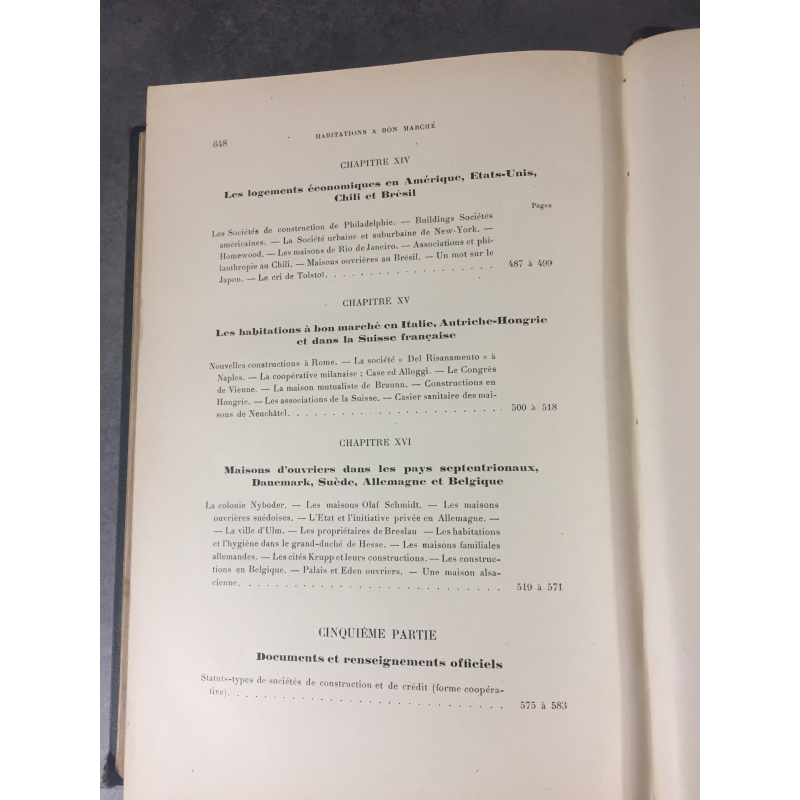 648
HABITATIONS A BON MARCHÉ
CHAPITRE XIV
Les logements économiques en Amérique, Etats-Unis,
Chili et Brésil
Pages
Les Sociétés de construction de Philadelphie. — Buildings Sociétés
américaines. — La Société urbaine et suburbaine de New-York. —
Homewood. — Les maisons de Rio de Janeiro. — Associations et phi-
lanthropie au Chili. — Maisons ouvrières au Brésil. — Un mot sur le
Japon. — Le cri de Tolstoï. . . . . . . . . . . . . . . . . . 487 à 499
CHAPITRE XV
Les habitations à bon marché en Italie, Autriche-Hongrie
et dans la Suisse française
Nouvelles constructions à Rome. — La société « Del Risanamento » à
Naples. — La coopérative milanaise : Case ed Alloggi. — Le Congrès
de Vienne. — La maison mutualiste de Braunn. — Constructions en
Hongrie. — Les associations de la Suisse. — Casier sanitaire des mai-
sons de Neuchâtel. . . . . . . . . . . . . . . . . . . . . 500 à 518
CHAPITRE XVI
Maisons d'ouvriers dans les pays septentrionaux,
Danemark, Suède, Allemagne et Belgique
La colonie Nyboder. — Les maisons Olaf Schmidt. — Les maisons
ouvrières suédoises. — L'Etat et l'initiative privée en Allemagne. —
— La ville d'Ulm. — Les propriétaires de Breslau — Les habitations
et l'hygiène dans le grand-duché de Hesse. — Les maisons familiales
allemandes. — Les cités Krupp et leurs constructions. — Les construc-
tions en Belgique. — Palais et Eden ouvriers. — Une maison alsa-
cienne. . . . . . . . . . . . . . . . . . . . . . . . . . 519 à 571
CINQUIÈME PARTIE
Documents et renseignements officiels
Statuts-types de sociétés de construction et de crédit (forme coopéra-
tive). . . . . . . . . . . . . . . . . . . . . . . . . . . 575 à 583